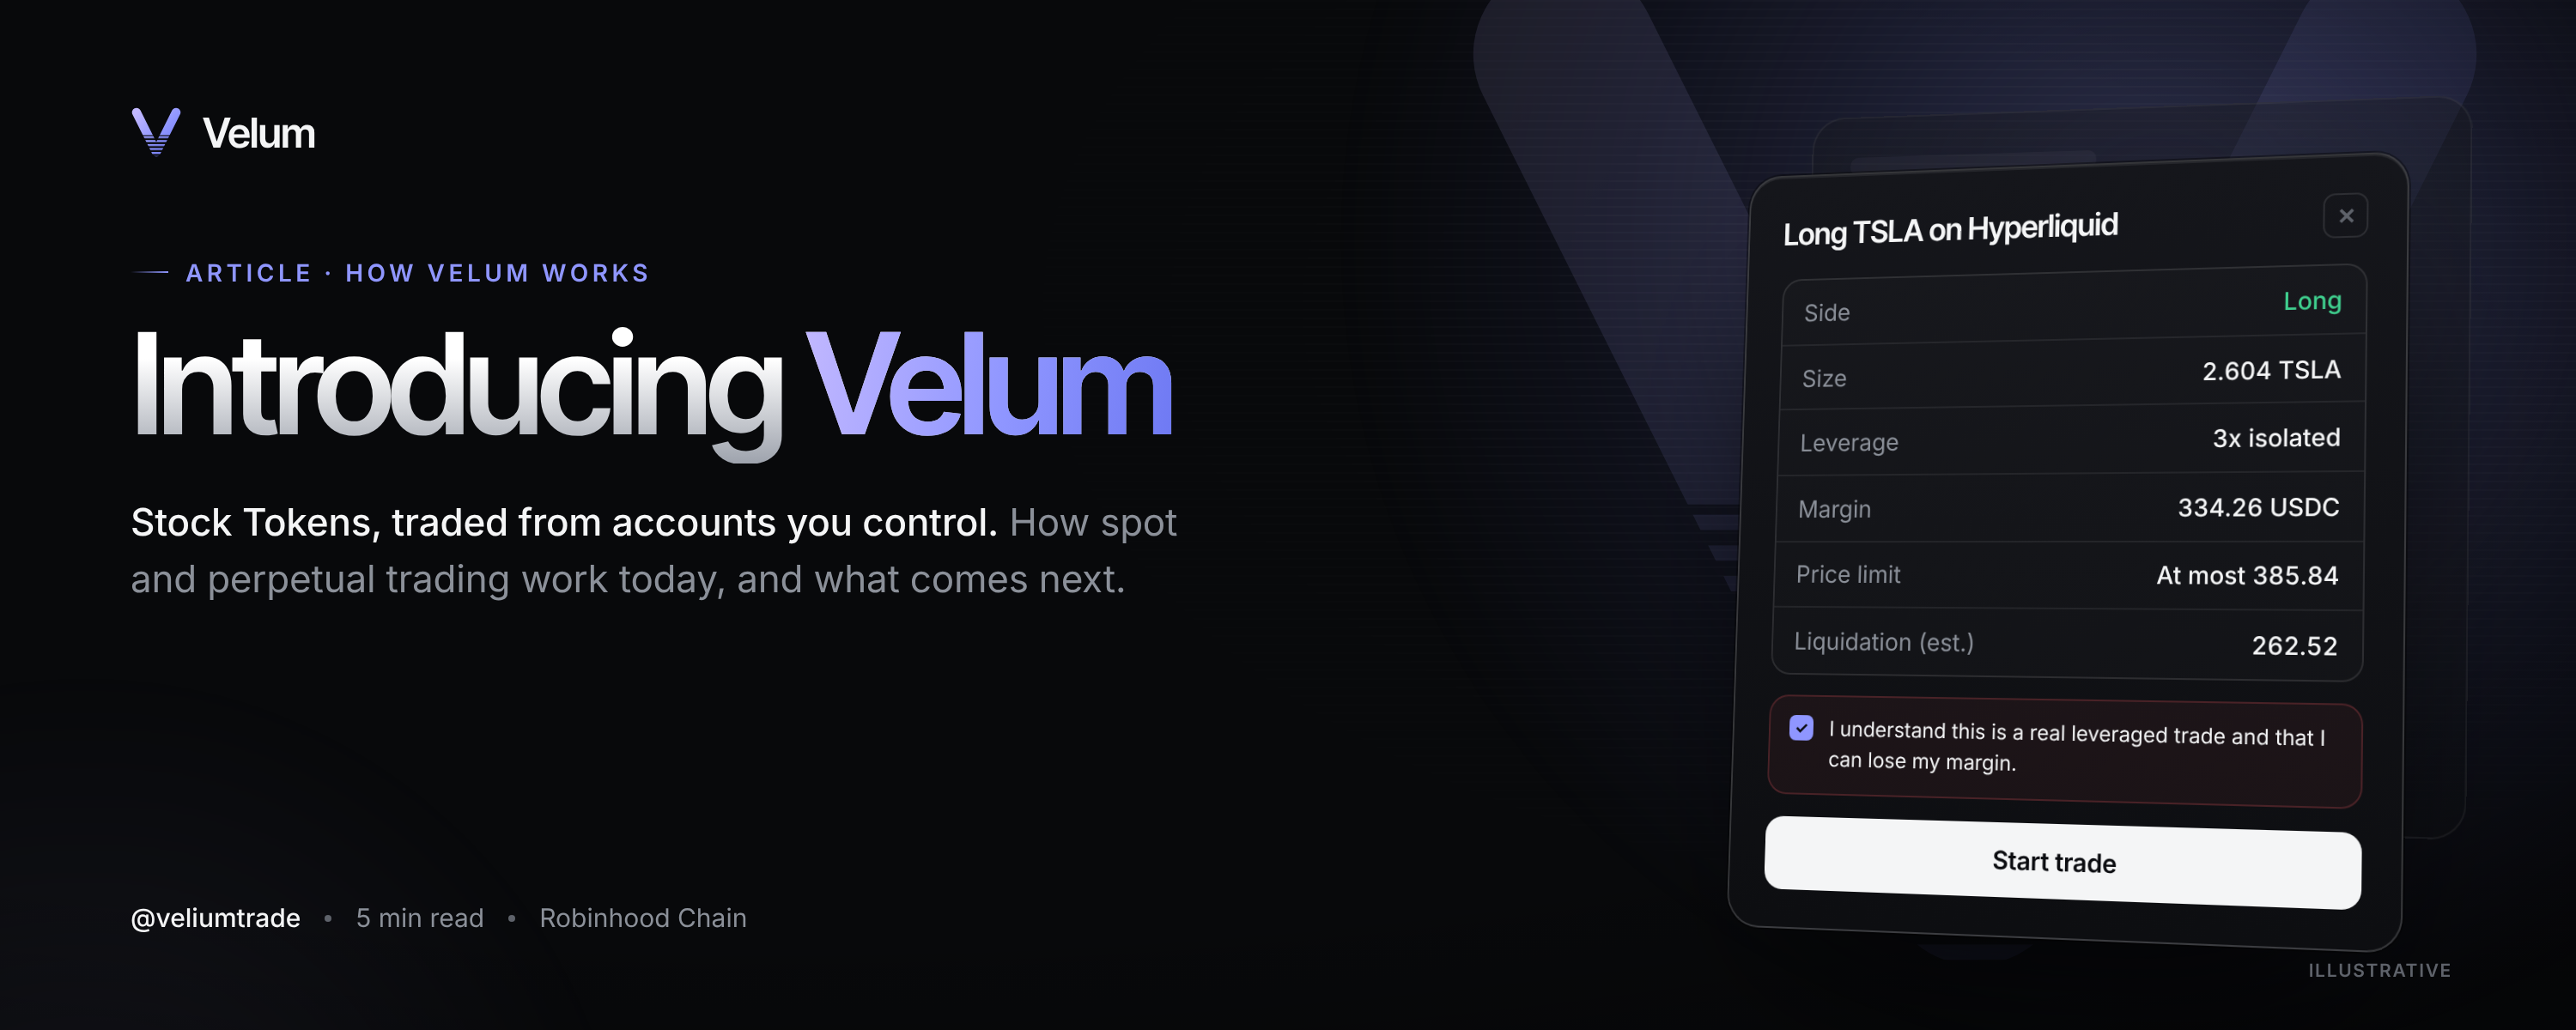 Velum
ARTICLE · HOW VELUM WORKS
Introducing Velum
Stock Tokens, traded from accounts you control. How spot
and perpetual trading work today, and what comes next.
@veliumtrade • 5 min read • Robinhood Chain
Long TSLA on Hyperliquid
Side Long
Size 2.604 TSLA
Leverage 3x isolated
Margin 334.26 USDC
Price limit At most 385.84
Liquidation (est.) 262.52
I understand this is a real leveraged trade and that I
can lose my margin.
Start trade
ILLUSTRATIVE